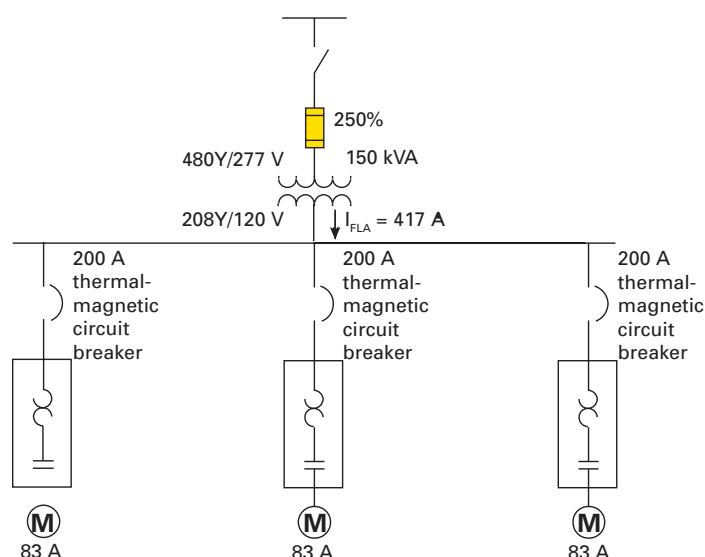 250%
480Y/277 V 150 kVA
208Y/120 V I_FLA = 417 A
200 A
thermal-
magnetic
circuit
breaker
200 A
thermal-
magnetic
circuit
breaker
200 A
thermal-
magnetic
circuit
breaker
M M M
83 A 83 A 83 A